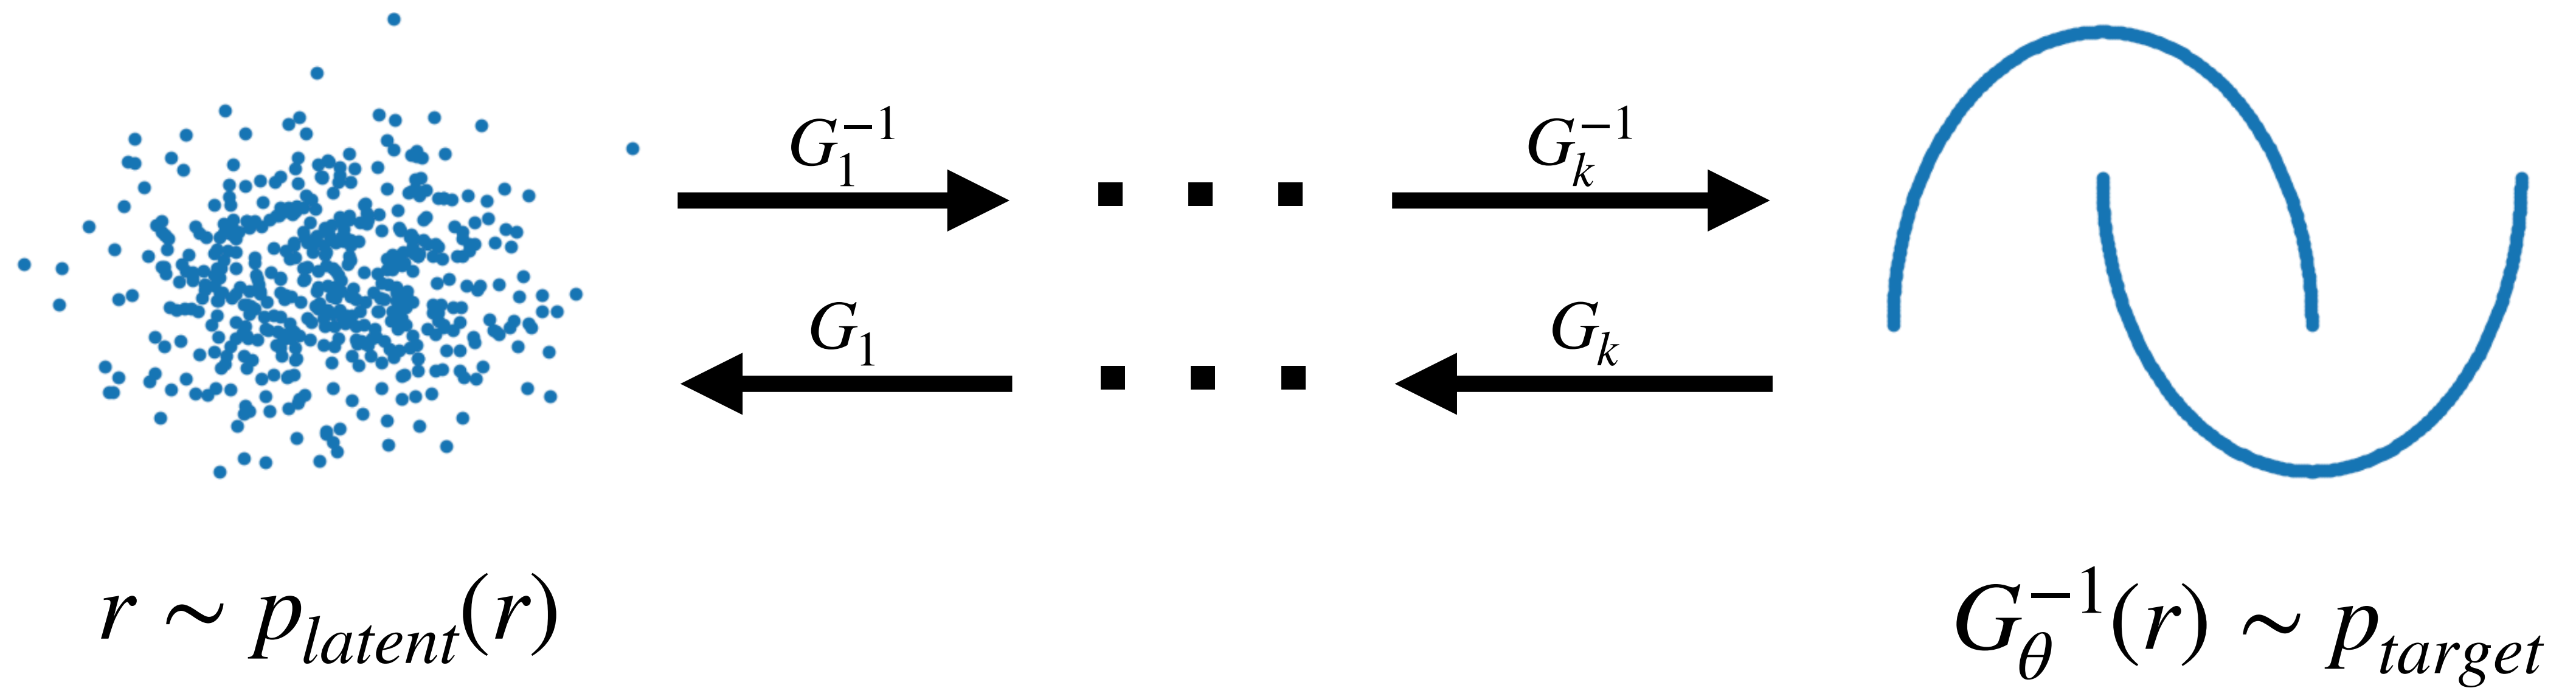 G_1^{-1} ... G_k^{-1}
G_1 ... G_k
r ~ p_{latent}(r)
G_θ^{-1}(r) ~ p_{target}